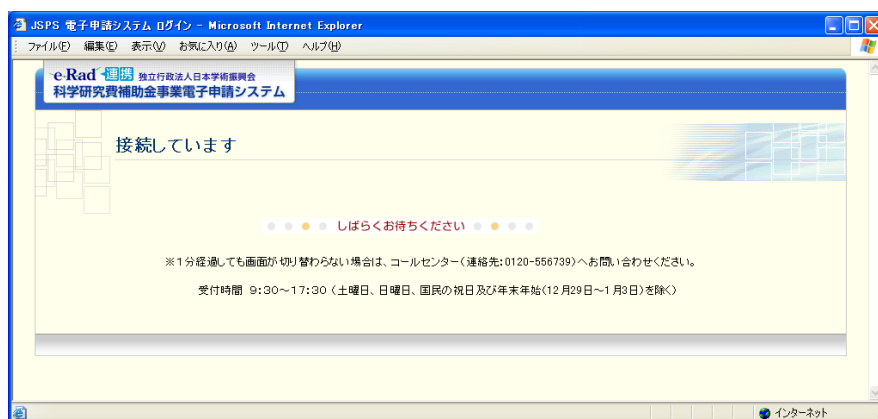 JSPS 電子申請システム ログイン - Microsoft Internet Explorer
ファイル(F) 編集(E) 表示(V) お気に入り(A) ツール(T) ヘルプ(H)
e-Rad 連携 独立行政法人日本学術振興会
科学研究費補助金事業電子申請システム
接続しています
しばらくお待ちください
※1分経過しても画面が切り替わらない場合は、コールセンター(連絡先:0120-556739)へお問い合わせください。
受付時間 9:30～17:30 (土曜日、日曜日、国民の祝日及び年末年始(12月29日～1月3日)を除く)
インターネット